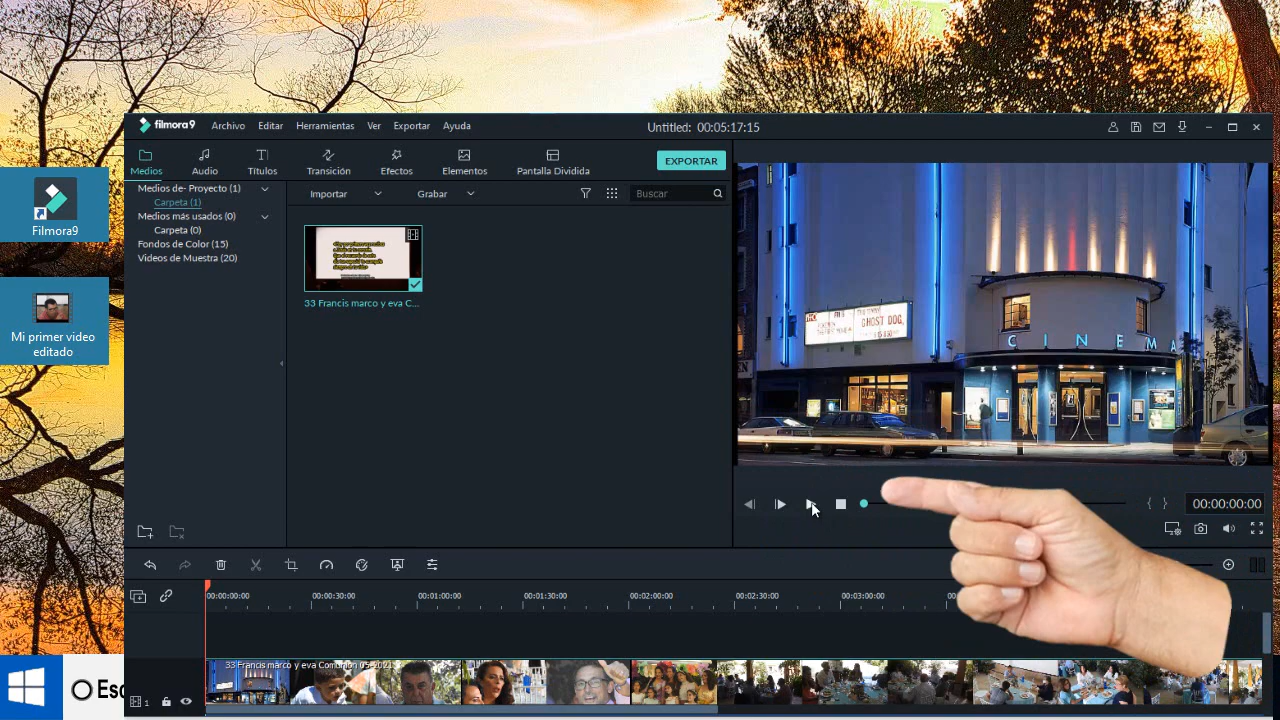 filmora9 Archivo Editar Herramientas Ver Exportar Ayuda Untitled: 00:05:17:15
Medios Audio Títulos Transición Efectos Elementos Pantalla Dividida EXPORTAR
Medios de- Proyecto (1)
Carpeta (1)
Medios más usados (0)
Carpeta (0)
Fondos de Color (15)
Videos de Muestra (20)
Importar Grabar Buscar
33 Francis marco y eva C...
Filmora9
Mi primer video
editado
GHOST DOG
CINEMA
{ } 00:00:00:00
00:00:00:00 00:00:30:00 00:01:00:00 00:01:30:00 00:02:00:00 00:02:30:00 00:03:00:00
33 Francis marco y eva Comunion 05-2021
1
Esc